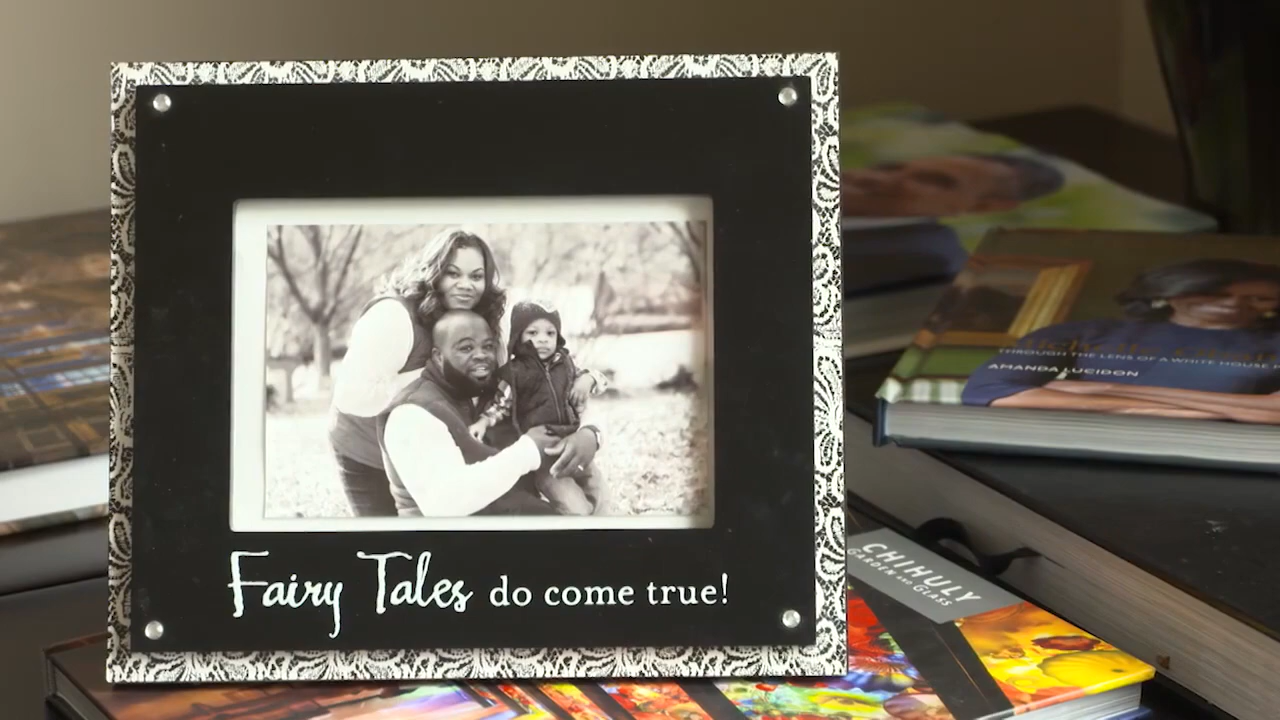 Fairy Tales do come true!
THROUGH THE LENS OF A WHITE HOUSE
AMANDA LUCIDON
CHIHULY
GARDEN AND GLASS